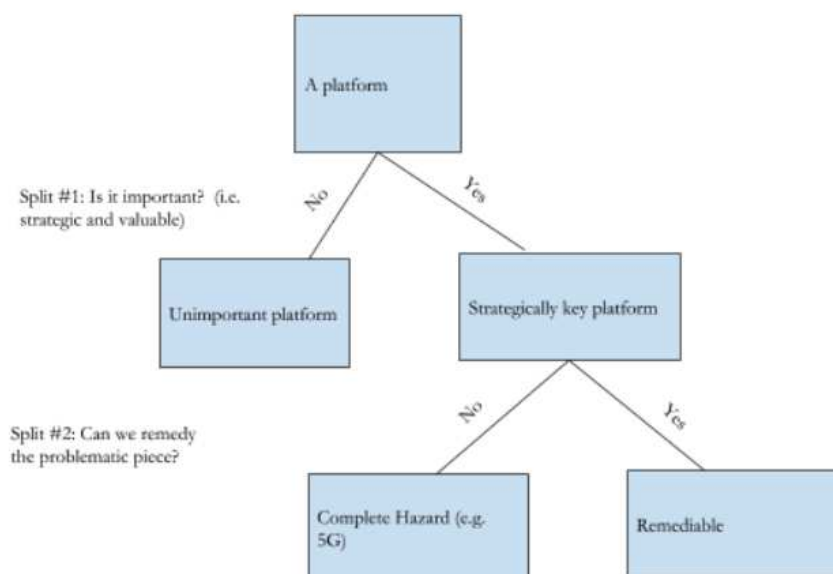 A platform
Split #1: Is it important? (i.e.
strategic and valuable)
No
Yes
Unimportant platform
Strategically key platform
Split #2: Can we remedy
the problematic piece?
No
Yes
Complete Hazard (e.g.
5G)
Remediable